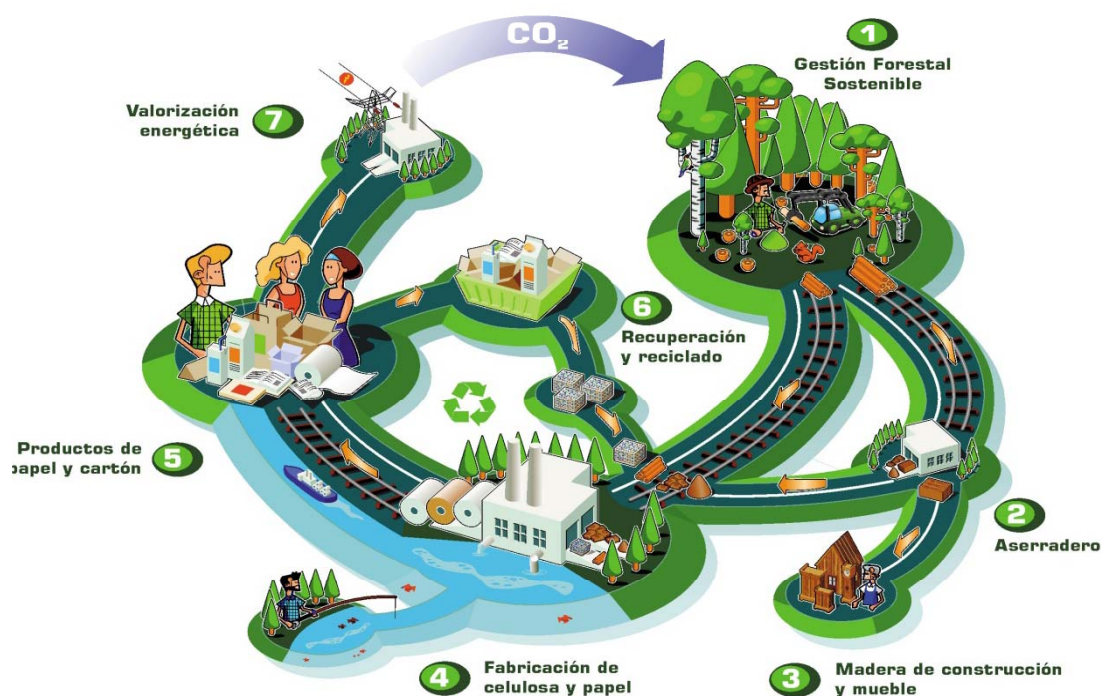 CO₂
1
Gestión Forestal
Sostenible
Valorización
energética
7
6
Recuperación
y reciclado
Productos de
papel y cartón
5
2
Aserradero
4
Fabricación de
celulosa y papel
3
Madera de construcción
y mueble